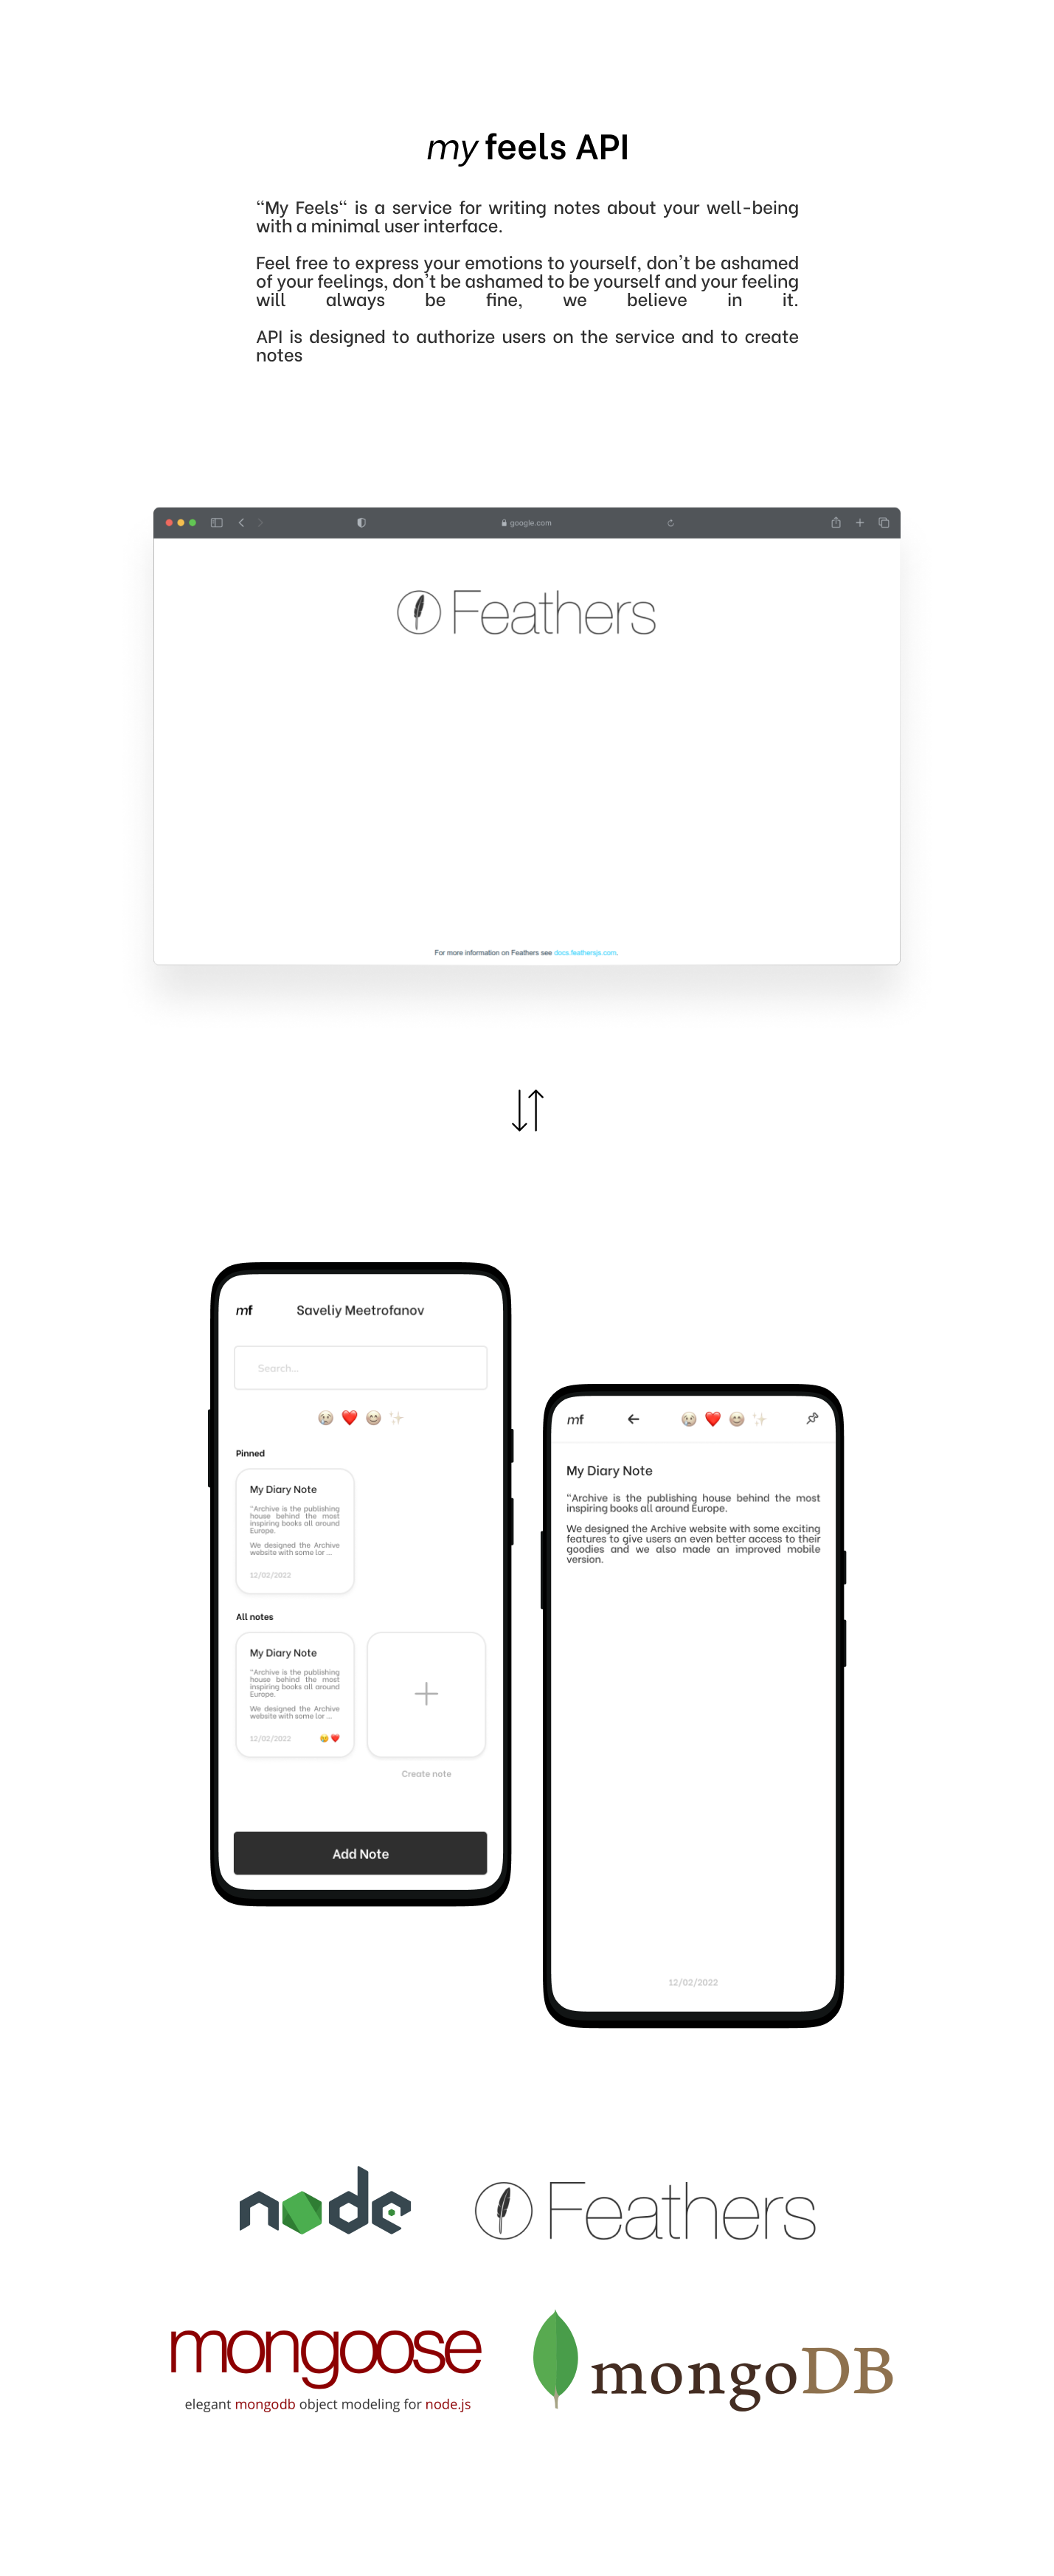 my feels API
“My Feels“ is a service for writing notes about your well-being
with a minimal user interface.
Feel free to express your emotions to yourself, don't be ashamed
of your feelings, don't be ashamed to be yourself and your feeling
will always be fine, we believe in it.
API is designed to authorize users on the service and to create
notes
google.com
Feathers
For more information on Feathers see docs.feathersjs.com.
mf
Saveliy Meetrofanov
Search...
Pinned
My Diary Note
“Archive is the publishing
house behind the most
inspiring books all around
Europe.
We designed the Archive
website with some lor ...
12/02/2022
All notes
My Diary Note
“Archive is the publishing
house behind the most
inspiring books all around
Europe.
We designed the Archive
website with some lor ...
12/02/2022
Create note
Add Note
mf
My Diary Note
“Archive is the publishing house behind the most
inspiring books all around Europe.
We designed the Archive website with some exciting
features to give users an even better access to their
goodies and we also made an improved mobile
version.
12/02/2022
node
Feathers
mongoose
elegant mongodb object modeling for node.js
mongoDB